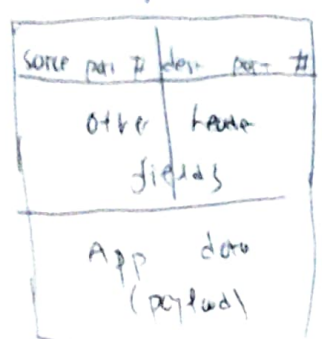 source port # dest port #
other header
fields
App data
(payload)